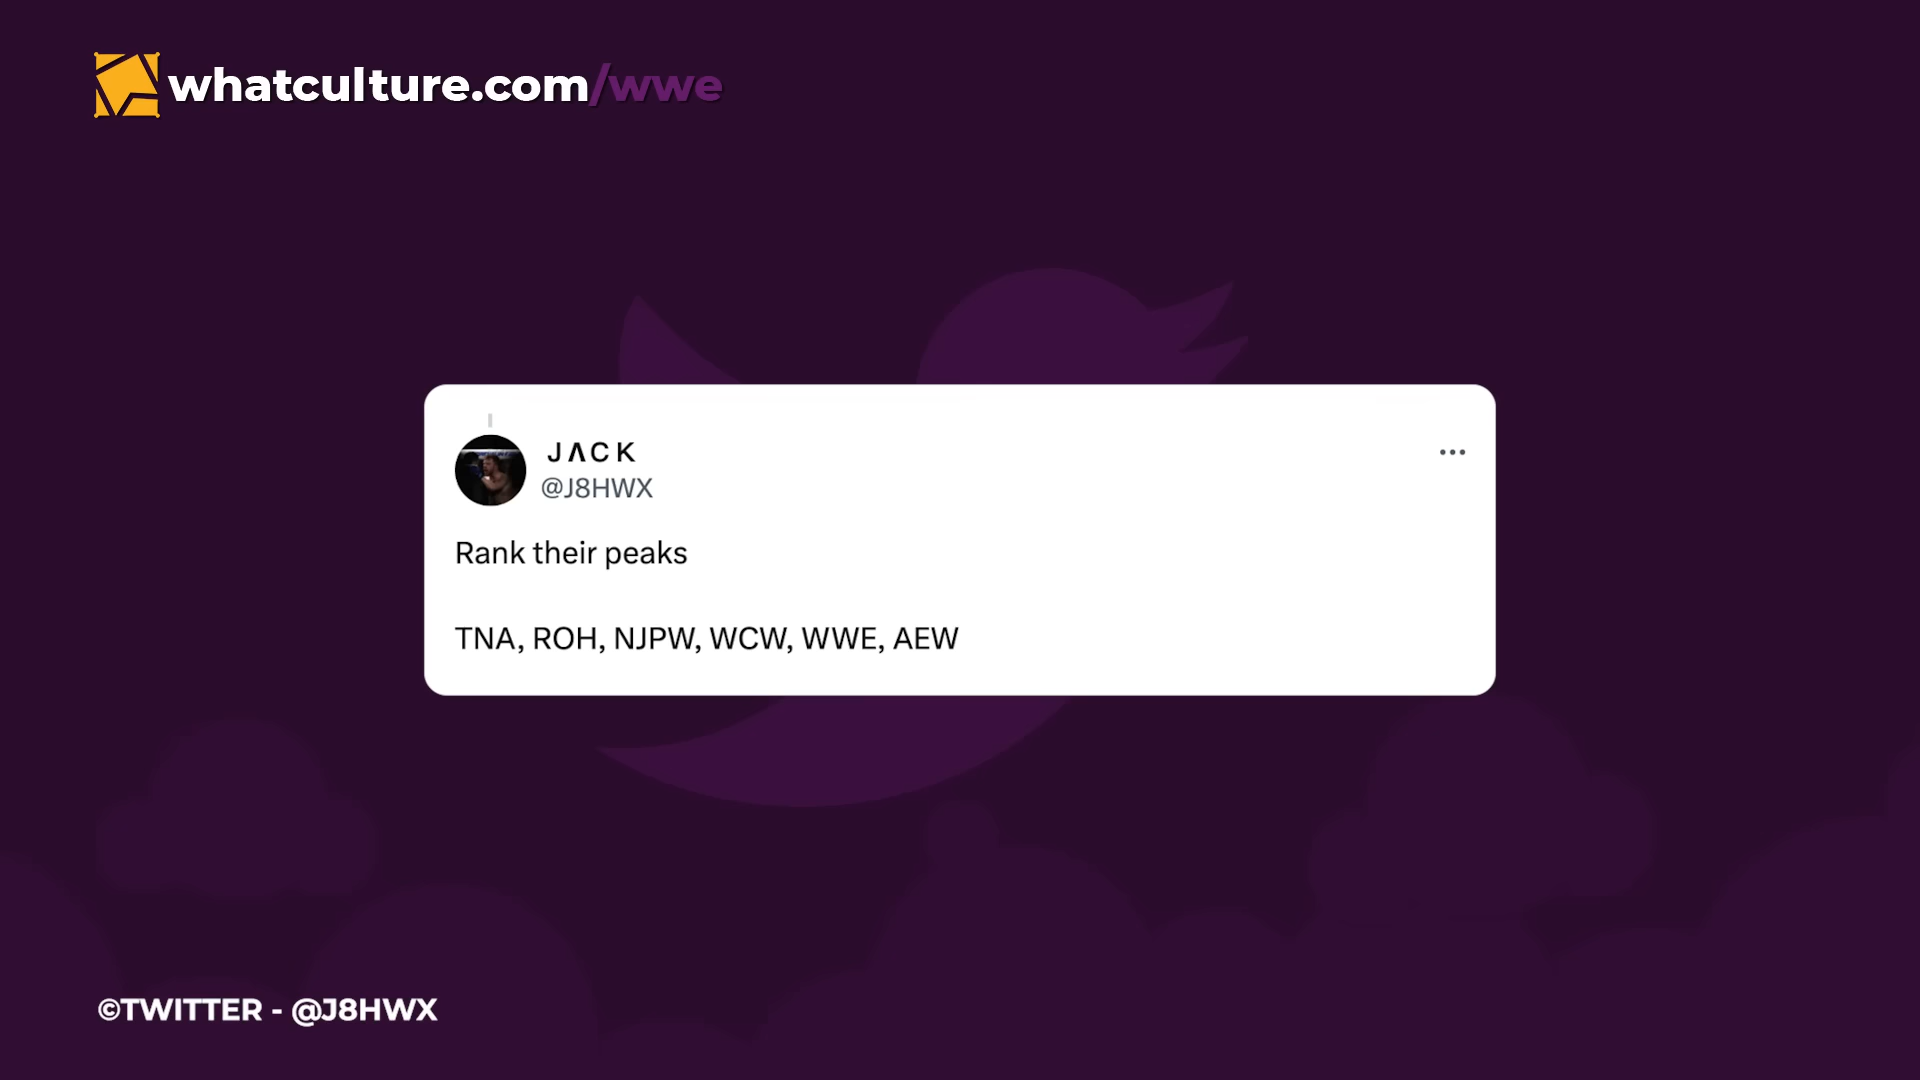 whatculture.com/wwe
JΛCK
@J8HWX
Rank their peaks
TNA, ROH, NJPW, WCW, WWE, AEW
©TWITTER - @J8HWX